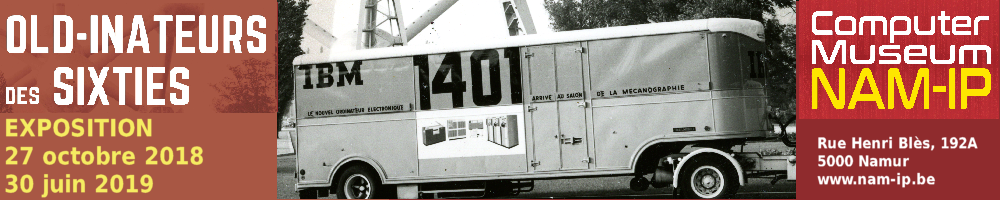 OLD-INATEURS
DES SIXTIES
EXPOSITION
27 octobre 2018
30 juin 2019
IBM
1401
LE NOUVEL ORDINATEUR ELECTRONIQUE
ARRIVE AU SALON DE LA MECANOGRAPHIE
Computer
Museum
NAM-IP
Rue Henri Blès, 192A
5000 Namur
www.nam-ip.be